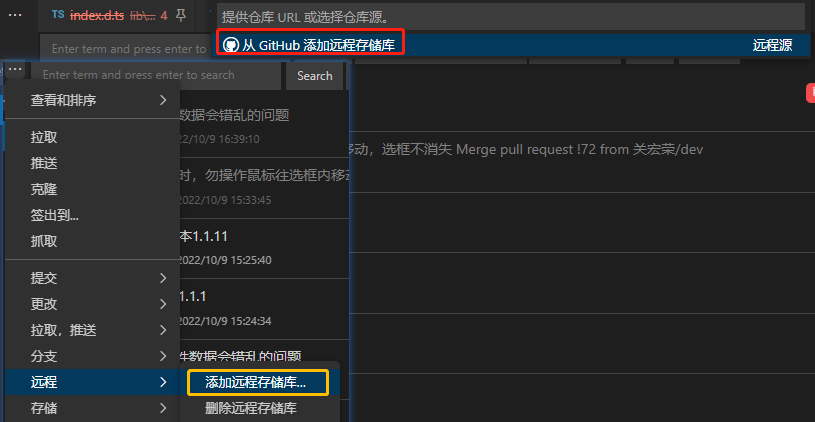 ··· TS index.d.ts lib\... 4
提供仓库 URL 或选择仓库源。
从 GitHub 添加远程存储库 远程源
Enter term and press enter to
··· Enter term and press enter to search Search
查看和排序
拉取
推送
克隆
签出到...
抓取
提交
更改
拉取，推送
分支
远程
存储
数据会错乱的问题
22/10/9 16:39:10
移动，选框不消失 Merge pull request !72 from 关宏荣/dev
时，勿操作鼠标往选框内移动
2022/10/9 15:33:45
本1.1.11
2022/10/9 15:25:40
1.1.1
2022/10/9 15:24:34
件数据会错乱的问题
添加远程存储库...
删除远程存储库